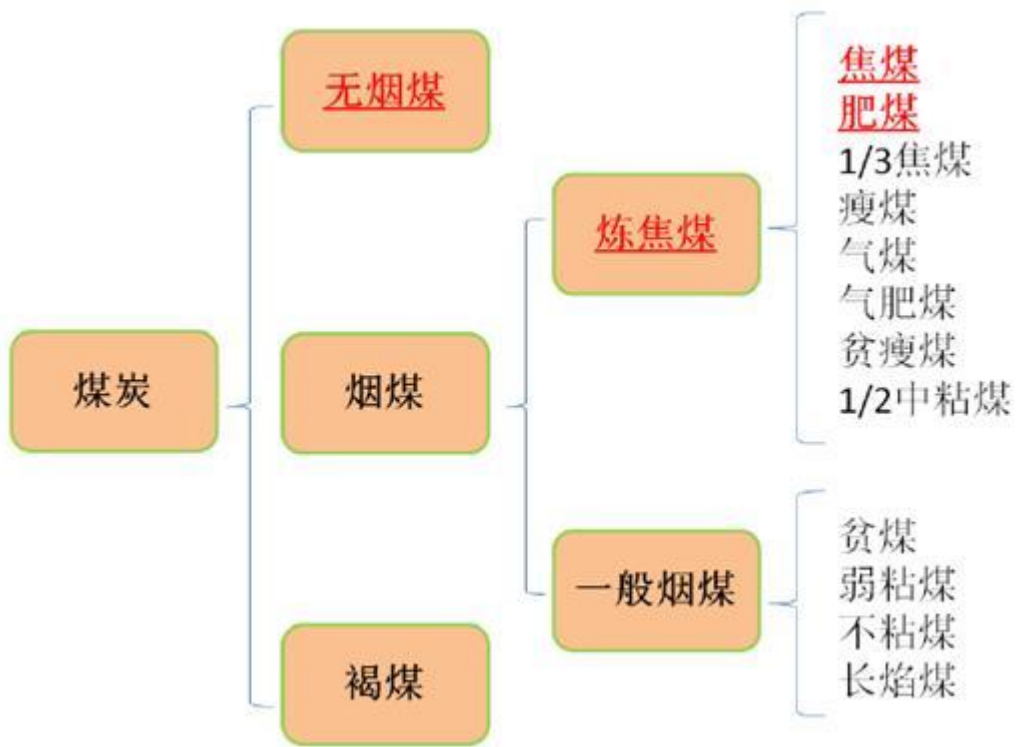 煤炭
无烟煤
烟煤
褐煤
炼焦煤
一般烟煤
焦煤
肥煤
1/3焦煤
瘦煤
气煤
气肥煤
贫瘦煤
1/2中粘煤
贫煤
弱粘煤
不粘煤
长焰煤